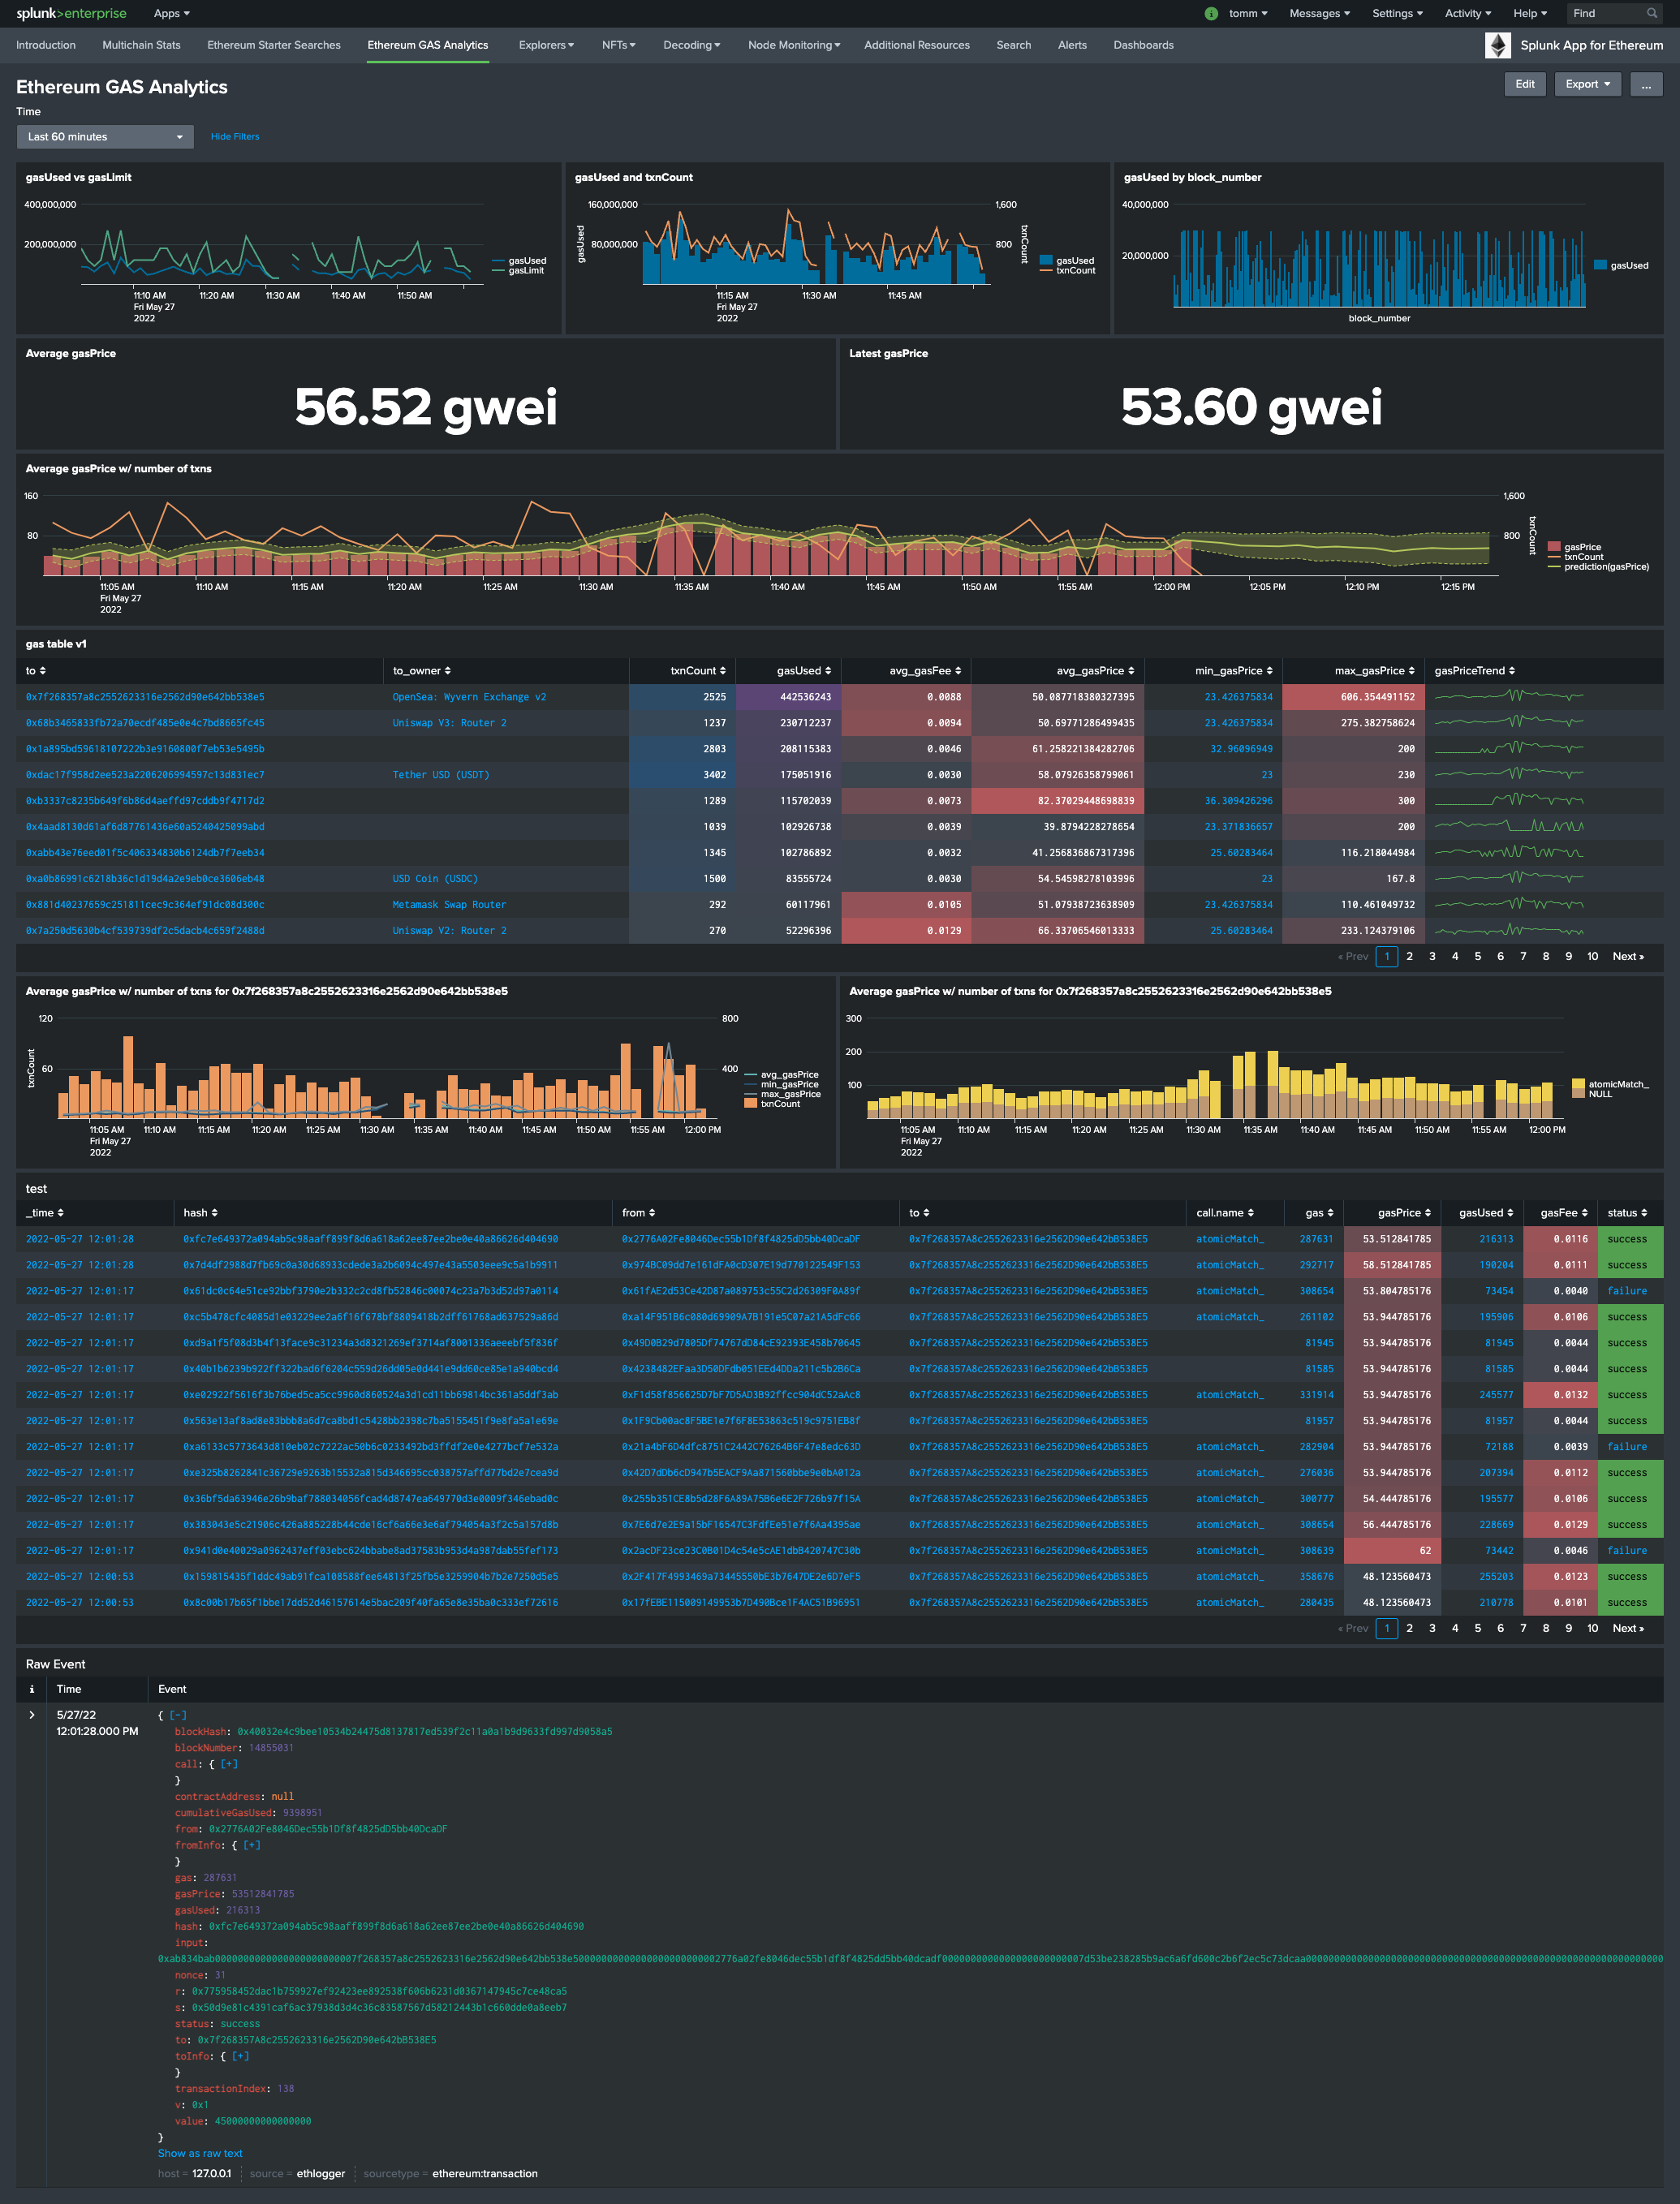 splunk>enterprise Apps ▾ i tomm ▾ Messages ▾ Settings ▾ Activity ▾ Help ▾ Find
Introduction Multichain Stats Ethereum Starter Searches Ethereum GAS Analytics Explorers▾ NFTs▾ Decoding▾ Node Monitoring▾ Additional Resources Search Alerts Dashboards Splunk App for Ethereum
Ethereum GAS Analytics Edit Export ▾ ...
Time
Last 60 minutes Hide Filters
gasUsed vs gasLimit
400,000,000
200,000,000
gasUsed
gasLimit
11:10 AM 11:20 AM 11:30 AM 11:40 AM 11:50 AM
Fri May 27
2022
gasUsed and txnCount
160,000,000 1,600
80,000,000 800
gasUsed
txnCount
gasUsed
txnCount
11:15 AM 11:30 AM 11:45 AM
Fri May 27
2022
gasUsed by block_number
40,000,000
20,000,000
gasUsed
block_number
Average gasPrice
56.52 gwei
Latest gasPrice
53.60 gwei
Average gasPrice w/ number of txns
160 1,600
80 800
txnCount
gasPrice
txnCount
prediction(gasPrice)
11:05 AM 11:10 AM 11:15 AM 11:20 AM 11:25 AM 11:30 AM 11:35 AM 11:40 AM 11:45 AM 11:50 AM 11:55 AM 12:00 PM 12:05 PM 12:10 PM 12:15 PM
Fri May 27
2022
gas table v1
to to_owner txnCount gasUsed avg_gasFee avg_gasPrice min_gasPrice max_gasPrice gasPriceTrend
0x7f268357a8c2552623316e2562d90e642bb538e5 OpenSea: Wyvern Exchange v2 2525 442536243 0.0088 50.087718380327395 23.426375834 606.354491152
0x68b3465833fb72a70ecdf485e0e4c7bd8665fc45 Uniswap V3: Router 2 1237 230712237 0.0094 50.69771286499435 23.426375834 275.382758624
0x1a895bd59618107222b3e9160800f7eb53e5495b 2803 208115383 0.0046 61.258221384282706 32.96096949 200
0xdac17f958d2ee523a2206206994597c13d831ec7 Tether USD (USDT) 3402 175051916 0.0030 58.07926358799061 23 230
0xb3337c8235b649f6b86d4aeffd97cddb9f4717d2 1289 115702039 0.0073 82.37029448698839 36.309426296 300
0x4aad8130d61af6d87761436e60a5240425099abd 1039 102926738 0.0039 39.8794228278654 23.371836657 200
0xabb43e76eed01f5c406334830b6124db7f7eeb34 1345 102786892 0.0032 41.256836867317396 25.60283464 116.218044984
0xa0b86991c6218b36c1d19d4a2e9eb0ce3606eb48 USD Coin (USDC) 1500 83555724 0.0030 54.54598278103996 23 167.8
0x881d40237659c251811cec9c364ef91dc08d300c Metamask Swap Router 292 60117961 0.0105 51.07938723638909 23.426375834 110.461049732
0x7a250d5630b4cf539739df2c5dacb4c659f2488d Uniswap V2: Router 2 270 52296396 0.0129 66.33706546013333 25.60283464 233.124379106
« Prev 1 2 3 4 5 6 7 8 9 10 Next »
Average gasPrice w/ number of txns for 0x7f268357a8c2552623316e2562d90e642bb538e5
120 800
60 400
txnCount
avg_gasPrice
min_gasPrice
max_gasPrice
txnCount
11:05 AM 11:10 AM 11:15 AM 11:20 AM 11:25 AM 11:30 AM 11:35 AM 11:40 AM 11:45 AM 11:50 AM 11:55 AM 12:00 PM
Fri May 27
2022
Average gasPrice w/ number of txns for 0x7f268357a8c2552623316e2562d90e642bb538e5
300
200
100
atomicMatch_
NULL
11:05 AM 11:10 AM 11:15 AM 11:20 AM 11:25 AM 11:30 AM 11:35 AM 11:40 AM 11:45 AM 11:50 AM 11:55 AM 12:00 PM
Fri May 27
2022
test
_time hash from to call.name gas gasPrice gasUsed gasFee status
2022-05-27 12:01:28 0xfc7e649372a094ab5c98aaff899f8d6a618a62ee87ee2be0e40a86626d404690 0x2776A02Fe8046Dec55b1Df8f4825dD5bb40DcaDF 0x7f268357A8c2552623316e2562D90e642bB538E5 atomicMatch_ 287631 53.512841785 216313 0.0116 success
2022-05-27 12:01:28 0x7d4df2988d7fb69c0a30d68933cdede3a2b6094c497e43a5503eee9c5a1b9911 0x974BC09dd7e161dFA0cD307E19d770122549F153 0x7f268357A8c2552623316e2562D90e642bB538E5 atomicMatch_ 292717 58.512841785 190204 0.0111 success
2022-05-27 12:01:17 0x61dc0c64e51ce92bbf3790e2b332c2cd8fb52846c00074c23a7b3d52d97a0114 0x61fAE2d53Ce42D87a089753c55C2d26309F0A89f 0x7f268357A8c2552623316e2562D90e642bB538E5 atomicMatch_ 308654 53.804785176 73454 0.0040 failure
2022-05-27 12:01:17 0xc5b478cfc4085d1e03229ee2a6f16f678bf8809418b2dff61768ad637529a86d 0xa14F951B6c080d69909A7B191e5C07a21A5dFc66 0x7f268357A8c2552623316e2562D90e642bB538E5 atomicMatch_ 261102 53.944785176 195906 0.0106 success
2022-05-27 12:01:17 0xd9a1f5f08d3b4f13face9c31234a3d8321269ef3714af8001336aeeebf5f836f 0x49D0B29d7805Df74767dD84cE92393E458b70645 0x7f268357A8c2552623316e2562D90e642bB538E5 81945 53.944785176 81945 0.0044 success
2022-05-27 12:01:17 0x40b1b6239b922ff322bad6f6204c559d26dd05e0d441e9dd60ce85e1a940bcd4 0x4238482EFaa3D50DFdb051EEd4DDa211c5b2B6Ca 0x7f268357A8c2552623316e2562D90e642bB538E5 81585 53.944785176 81585 0.0044 success
2022-05-27 12:01:17 0xe02922f5616f3b76bed5ca5cc9960d860524a3d1cd11bb69814bc361a5ddf3ab 0xF1d58f856625D7bF7D5AD3B92ffcc904dC52aAc8 0x7f268357A8c2552623316e2562D90e642bB538E5 atomicMatch_ 331914 53.944785176 245577 0.0132 success
2022-05-27 12:01:17 0x563e13af8ad8e83bbb8a6d7ca8bd1c5428bb2398c7ba5155451f9e8fa5a1e69e 0x1F9Cb00ac8F5BE1e7f6F8E53863c519c9751EB8f 0x7f268357A8c2552623316e2562D90e642bB538E5 81957 53.944785176 81957 0.0044 success
2022-05-27 12:01:17 0xa6133c5773643d810eb02c7222ac50b6c0233492bd3ffdf2e0e4277bcf7e532a 0x21a4bF6D4dfc8751C2442C76264B6F47e8edc63D 0x7f268357A8c2552623316e2562D90e642bB538E5 atomicMatch_ 282904 53.944785176 72188 0.0039 failure
2022-05-27 12:01:17 0xe325b8262841c36729e9263b15532a815d346695cc038757affd77bd2e7cea9d 0x42D7dDb6cD947b5EACF9Aa871560bbe9e0bA012a 0x7f268357A8c2552623316e2562D90e642bB538E5 atomicMatch_ 276036 53.944785176 207394 0.0112 success
2022-05-27 12:01:17 0x36bf5da63946e26b9baf788034056fcad4d8747ea649770d3e0009f346ebad0c 0x255b351CE8b5d28F6A89A75B6e6E2F726b97f15A 0x7f268357A8c2552623316e2562D90e642bB538E5 atomicMatch_ 300777 54.444785176 195577 0.0106 success
2022-05-27 12:01:17 0x383043e5c21906c426a885228b44cde16cf6a66e3e6af794054a3f2c5a157d8b 0x7E6d7e2E9a15bF16547C3FdfEe51e7f6Aa4395ae 0x7f268357A8c2552623316e2562D90e642bB538E5 atomicMatch_ 308654 56.444785176 228669 0.0129 success
2022-05-27 12:01:17 0x941d0e40029a0962437eff03ebc624bbabe8ad37583b953d4a987dab55fef173 0x2acDF23ce23C0B01D4c54e5cAE1dbB420747C30b 0x7f268357A8c2552623316e2562D90e642bB538E5 atomicMatch_ 308639 62 73442 0.0046 failure
2022-05-27 12:00:53 0x159815435f1ddc49ab91fca108588fee64813f25fb5e3259904b7b2e7250d5e5 0x2F417F4993469a73445550bE3b7647DE2e6D7eF5 0x7f268357A8c2552623316e2562D90e642bB538E5 atomicMatch_ 358676 48.123560473 255203 0.0123 success
2022-05-27 12:00:53 0x8c00b17b65f1bbe17dd52d46157614e5bac209f40fa65e8e35ba0c333ef72616 0x17fEBE115009149953b7D490Bce1F4AC51B96951 0x7f268357A8c2552623316e2562D90e642bB538E5 atomicMatch_ 280435 48.123560473 210778 0.0101 success
« Prev 1 2 3 4 5 6 7 8 9 10 Next »
Raw Event
i Time Event
5/27/22 { [-]
12:01:28.000 PM
blockHash: 0x40032e4c9bee10534b24475d8137817ed539f2c11a0a1b9d9633fd997d9058a5
blockNumber: 14855031
call: { [+]
}
contractAddress: null
cumulativeGasUsed: 9398951
from: 0x2776A02Fe8046Dec55b1Df8f4825dD5bb40DcaDF
fromInfo: { [+]
}
gas: 287631
gasPrice: 53512841785
gasUsed: 216313
hash: 0xfc7e649372a094ab5c98aaff899f8d6a618a62ee87ee2be0e40a86626d404690
input:
nonce: 31
r: 0x775958452dac1b759927ef92423ee892538f606b6231d0367147945c7ce48ca5
s: 0x50d9e81c4391caf6ac37938d3d4c36c83587567d58212443b1c660dde0a8eeb7
status: success
to: 0x7f268357A8c2552623316e2562D90e642bB538E5
toInfo: { [+]
}
transactionIndex: 138
v: 0x1
value: 45000000000000000
}
Show as raw text
host = 127.0.0.1 source = ethlogger sourcetype = ethereum:transaction